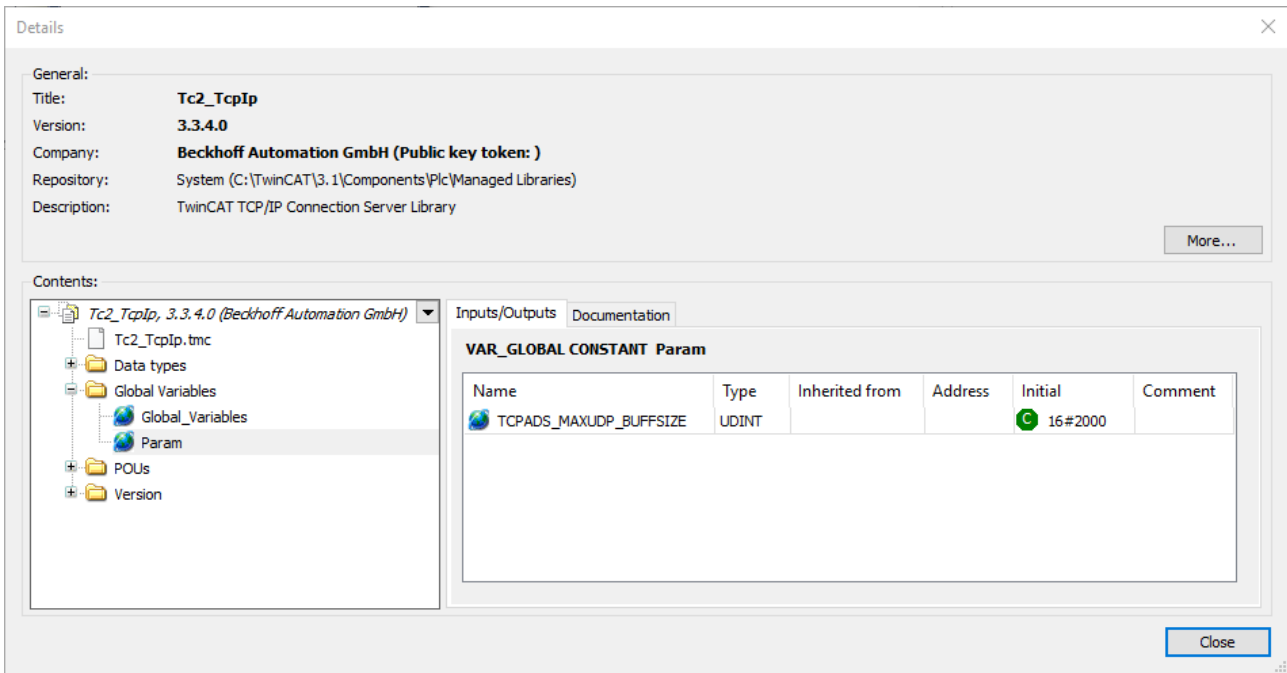 Details
General:
Title: Tc2_TcpIp
Version: 3.3.4.0
Company: Beckhoff Automation GmbH (Public key token: )
Repository: System (C:\TwinCAT\3.1\Components\Plc\Managed Libraries)
Description: TwinCAT TCP/IP Connection Server Library
More...
Contents:
Tc2_TcpIp, 3.3.4.0 (Beckhoff Automation GmbH)
Tc2_TcpIp.tmc
Data types
Global Variables
Global_Variables
Param
POUs
Version
Inputs/Outputs Documentation
VAR_GLOBAL CONSTANT Param
Name Type Inherited from Address Initial Comment
TCPADS_MAXUDP_BUFFSIZE UDINT C 16#2000
Close